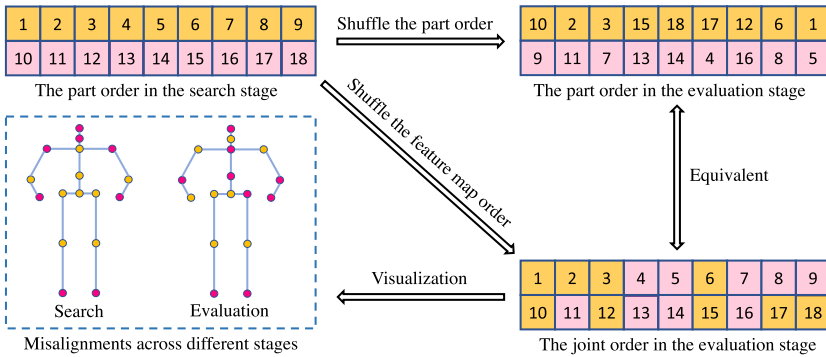 1 2 3 4 5 6 7 8 9
10 11 12 13 14 15 16 17 18
The part order in the search stage
Shuffle the part order
10 2 3 15 18 17 12 6 1
9 11 7 13 14 4 16 8 5
The part order in the evaluation stage
Shuffle the feature map order
Equivalent
Search
Evaluation
Misalignments across different stages
Visualization
1 2 3 4 5 6 7 8 9
10 11 12 13 14 15 16 17 18
The joint order in the evaluation stage